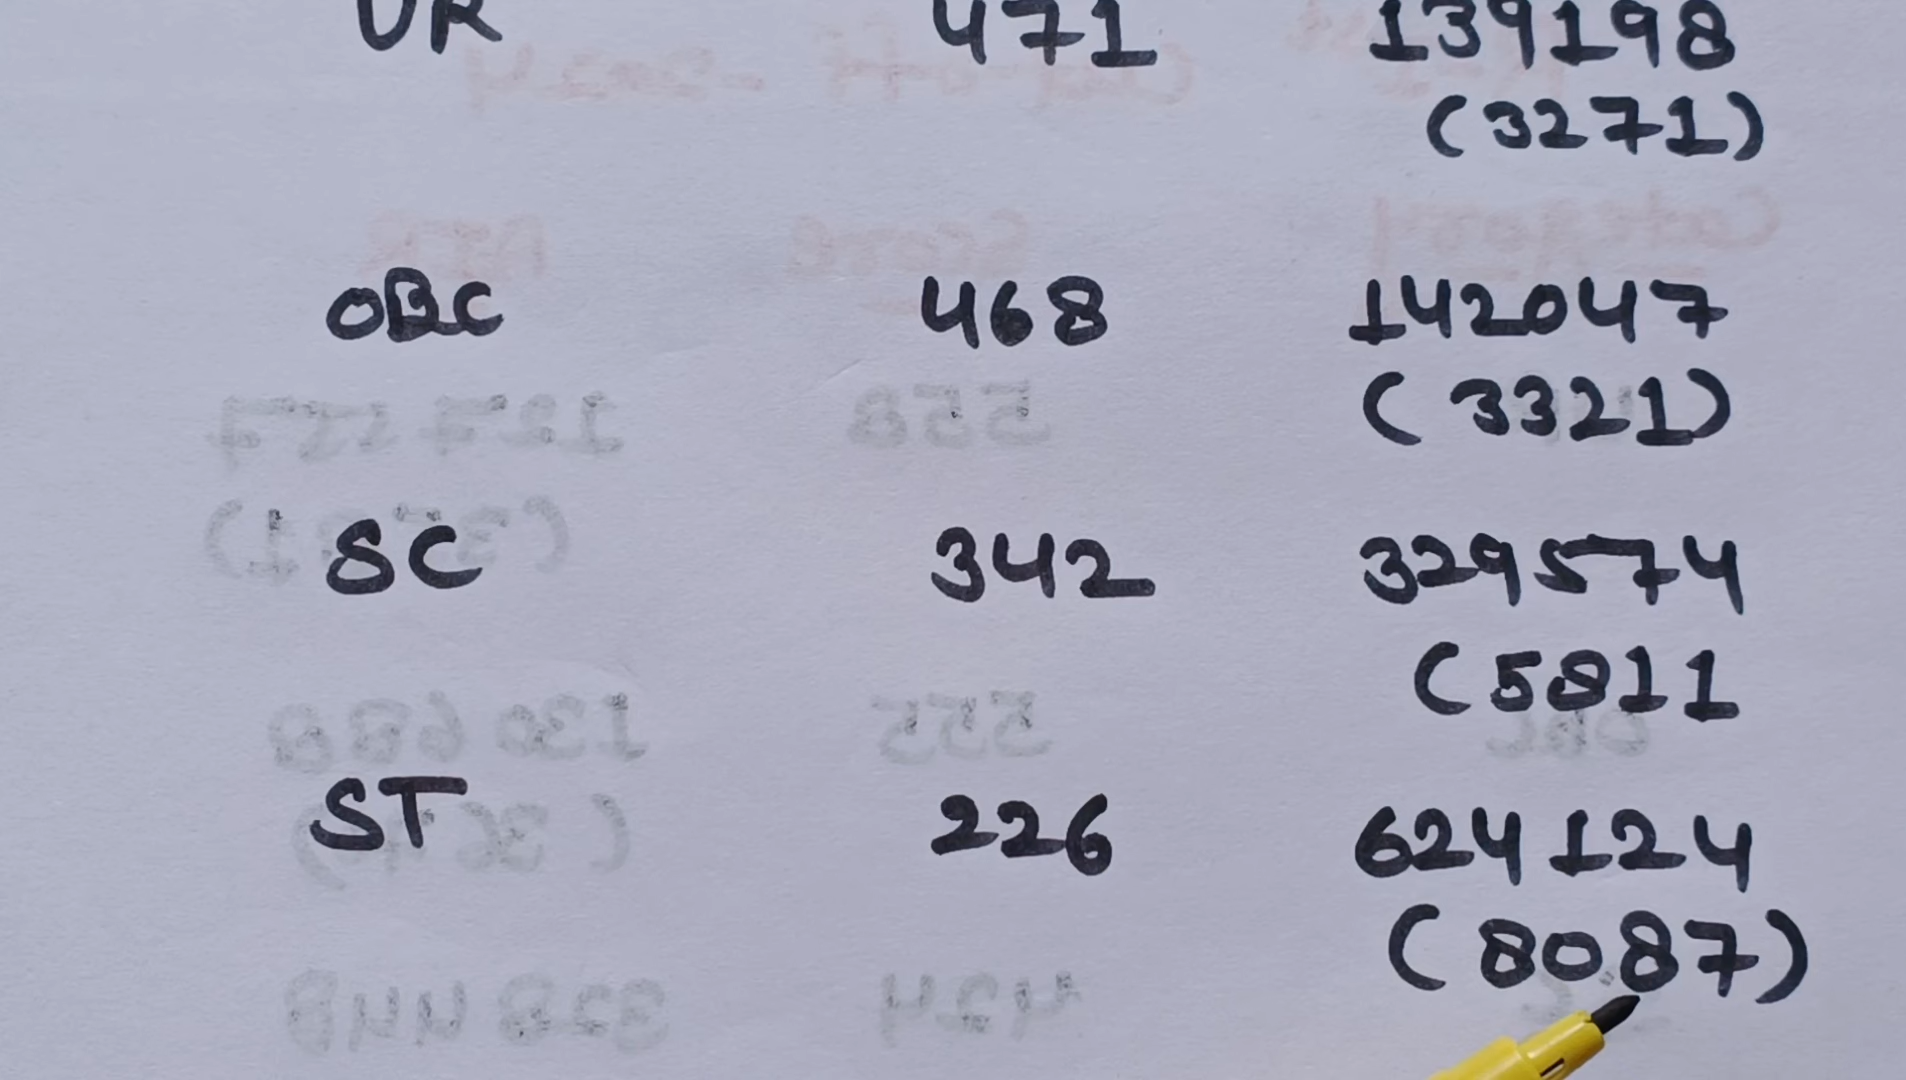 UR 471 139198
(3271)
OBC 468 142047
(3321)
SC 342 329574
(5811
ST 226 624124
(8087)